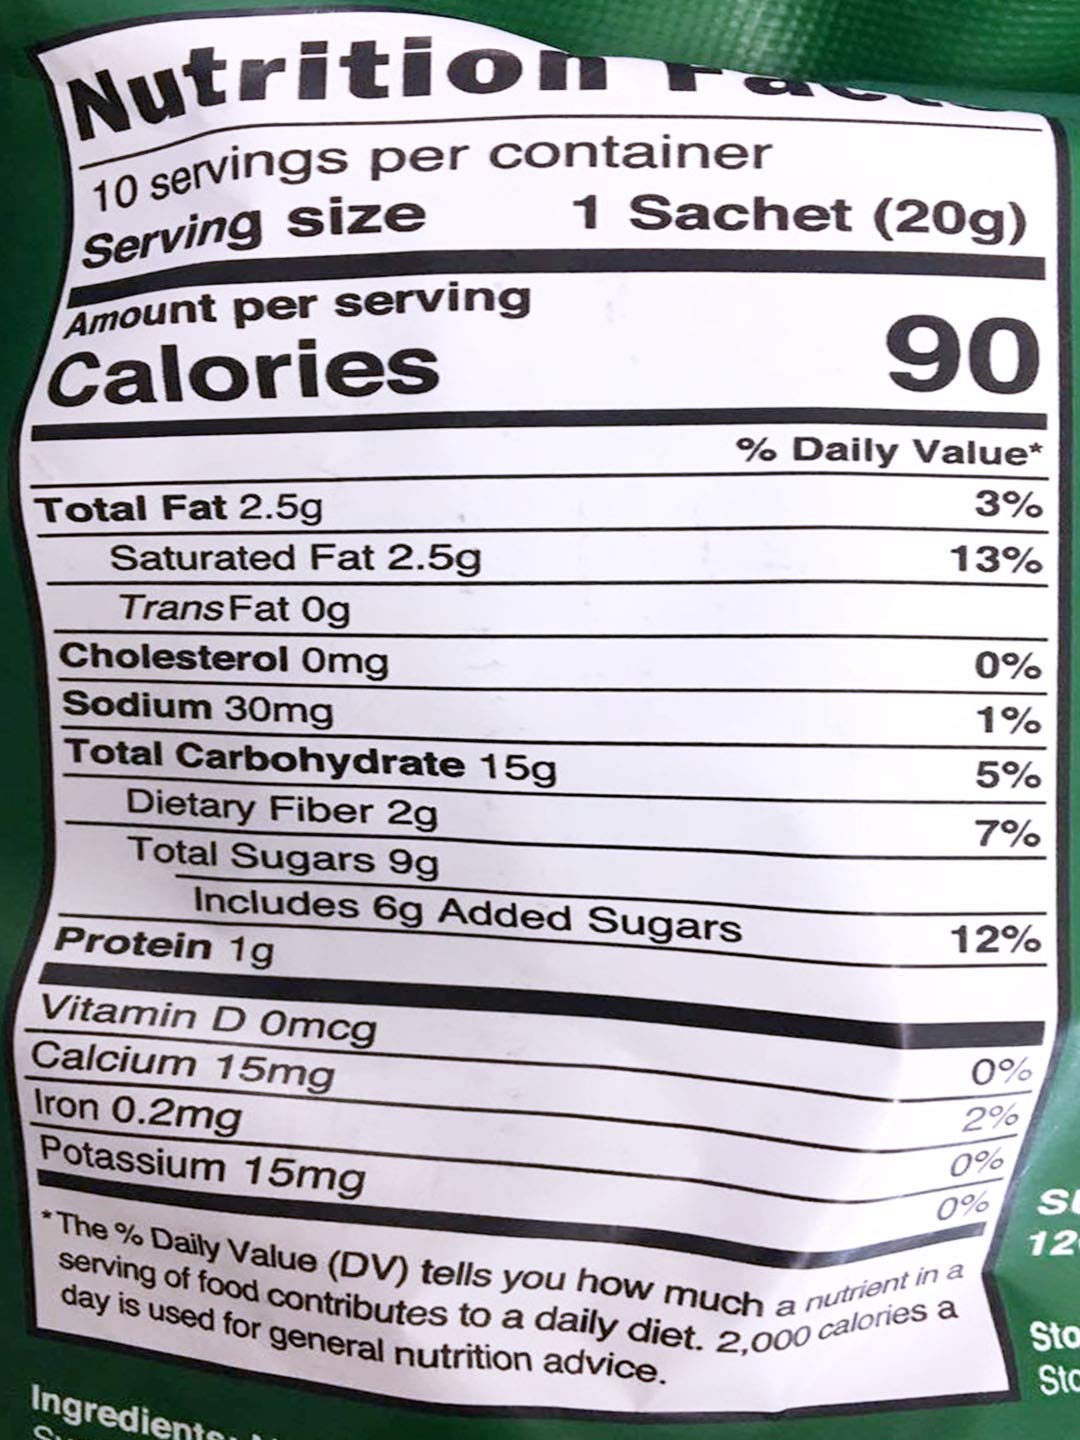 Nutrition Facts
10 servings per container
Serving size 1 Sachet (20g)
Amount per serving
Calories 90
% Daily Value*
Total Fat 2.5g 3%
Saturated Fat 2.5g 13%
Trans Fat 0g
Cholesterol 0mg 0%
Sodium 30mg 1%
Total Carbohydrate 15g 5%
Dietary Fiber 2g 7%
Total Sugars 9g
Includes 6g Added Sugars 12%
Protein 1g
Vitamin D 0mcg 0%
Calcium 15mg 2%
Iron 0.2mg 0%
Potassium 15mg 0%
*The % Daily Value (DV) tells you how much a nutrient in a
serving of food contributes to a daily diet. 2,000 calories a
day is used for general nutrition advice.
Ingredients: